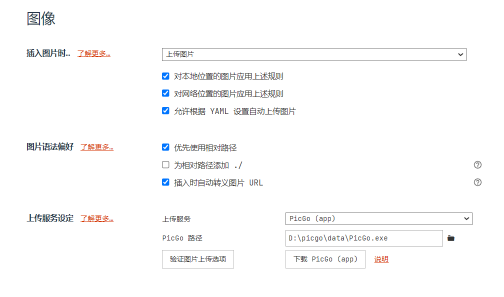 图像
插入图片时.. 了解更多…
上传图片
对本地位置的图片应用上述规则
对网络位置的图片应用上述规则
允许根据 YAML 设置自动上传图片
图片语法偏好 了解更多…
优先使用相对路径
为相对路径添加 ./
插入时自动转义图片 URL
上传服务设定 了解更多…
上传服务 PicGo (app)
PicGo 路径 D:\picgo\data\PicGo.exe
验证图片上传选项 下载 PicGo (app) 说明